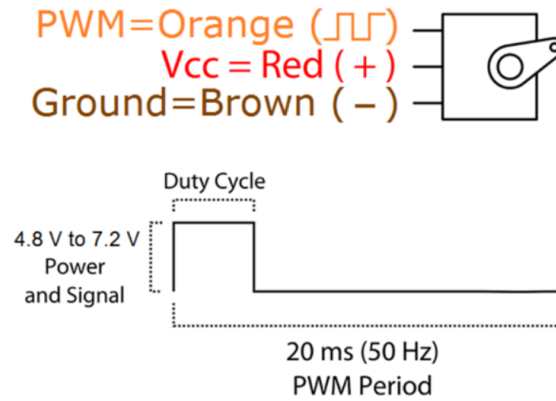 PWM=Orange (⎍⎍)
Vcc = Red ( + )
Ground=Brown ( − )
Duty Cycle
4.8 V to 7.2 V
Power
and Signal
20 ms (50 Hz)
PWM Period